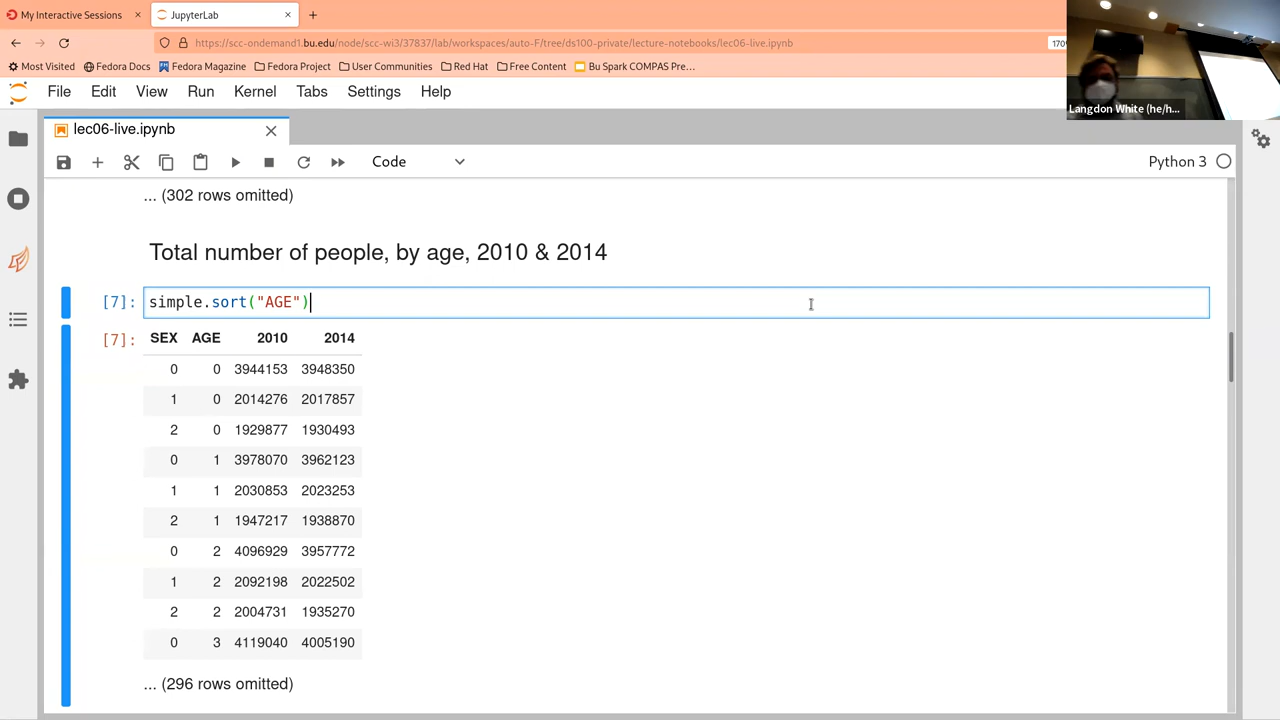 My Interactive Sessions
JupyterLab
https://scc-ondemand1.bu.edu/node/scc-wi3/37837/lab/workspaces/auto-F/tree/ds100-private/lecture-notebooks/lec06-live.ipynb
170%
Most Visited Fedora Docs Fedora Magazine Fedora Project User Communities Red Hat Free Content Bu Spark COMPAS Pre…
Langdon White (he/h...
File Edit View Run Kernel Tabs Settings Help
lec06-live.ipynb
Code
Python 3
... (302 rows omitted)
Total number of people, by age, 2010 & 2014
[7]: simple.sort("AGE")
[7]: SEX AGE 2010 2014
0 0 3944153 3948350
1 0 2014276 2017857
2 0 1929877 1930493
0 1 3978070 3962123
1 1 2030853 2023253
2 1 1947217 1938870
0 2 4096929 3957772
1 2 2092198 2022502
2 2 2004731 1935270
0 3 4119040 4005190
... (296 rows omitted)